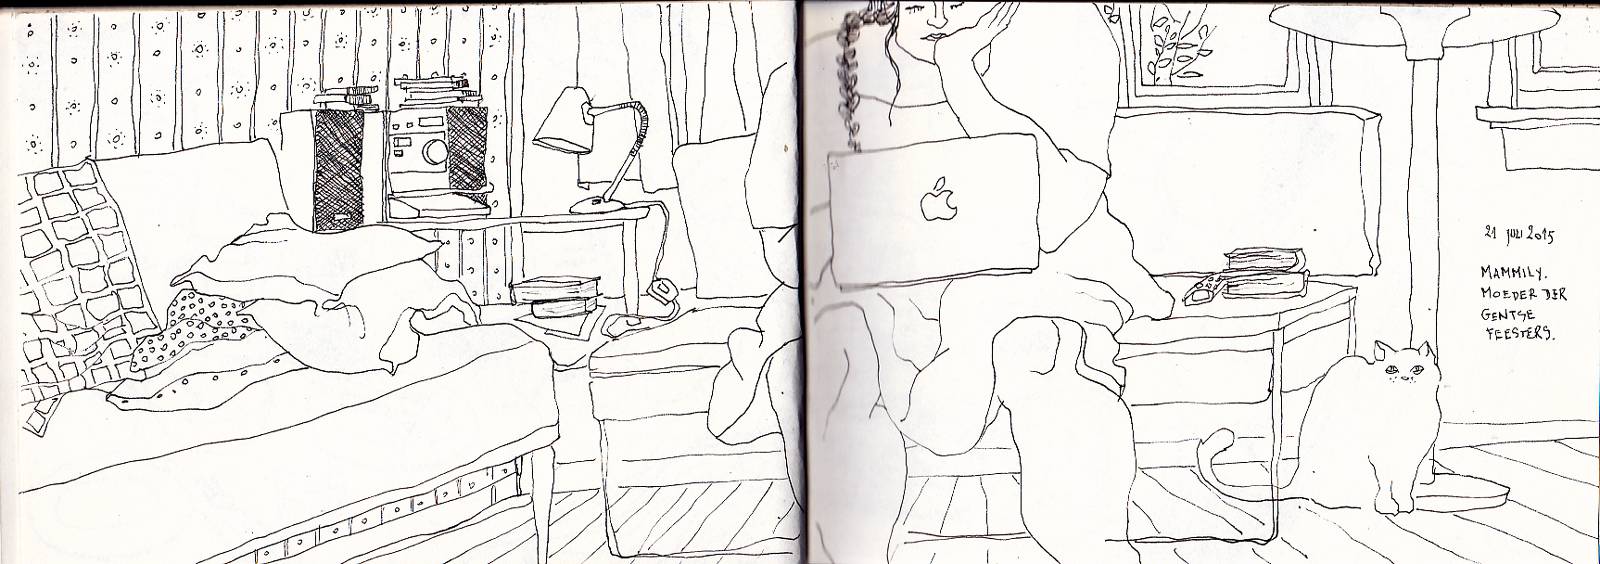 21 JULI 2015
MAMMILY.
MOEDER DER
GENTSE
FEESTERS.